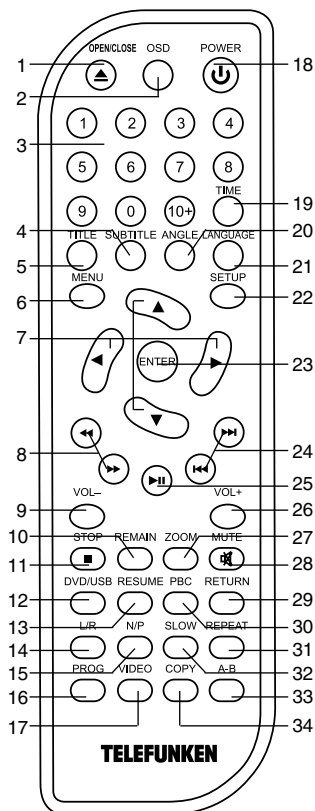 OPEN/CLOSE OSD POWER
1 18
2
1 2 3 4
3
5 6 7 8
TIME
19
9 0 10+
4 20
TITLE SUBTITLE ANGLE LANGUAGE
5 21
MENU SETUP
6 22
7
ENTER 23
8 24
25
VOL– VOL+
9 26
10 27
STOP REMAIN ZOOM MUTE
11 28
DVD/USB RESUME PBC RETURN
12 29
13 30
L/R N/P SLOW REPEAT
14 31
15 32
PROG VIDEO COPY A-B
16 33
17 34
TELEFUNKEN